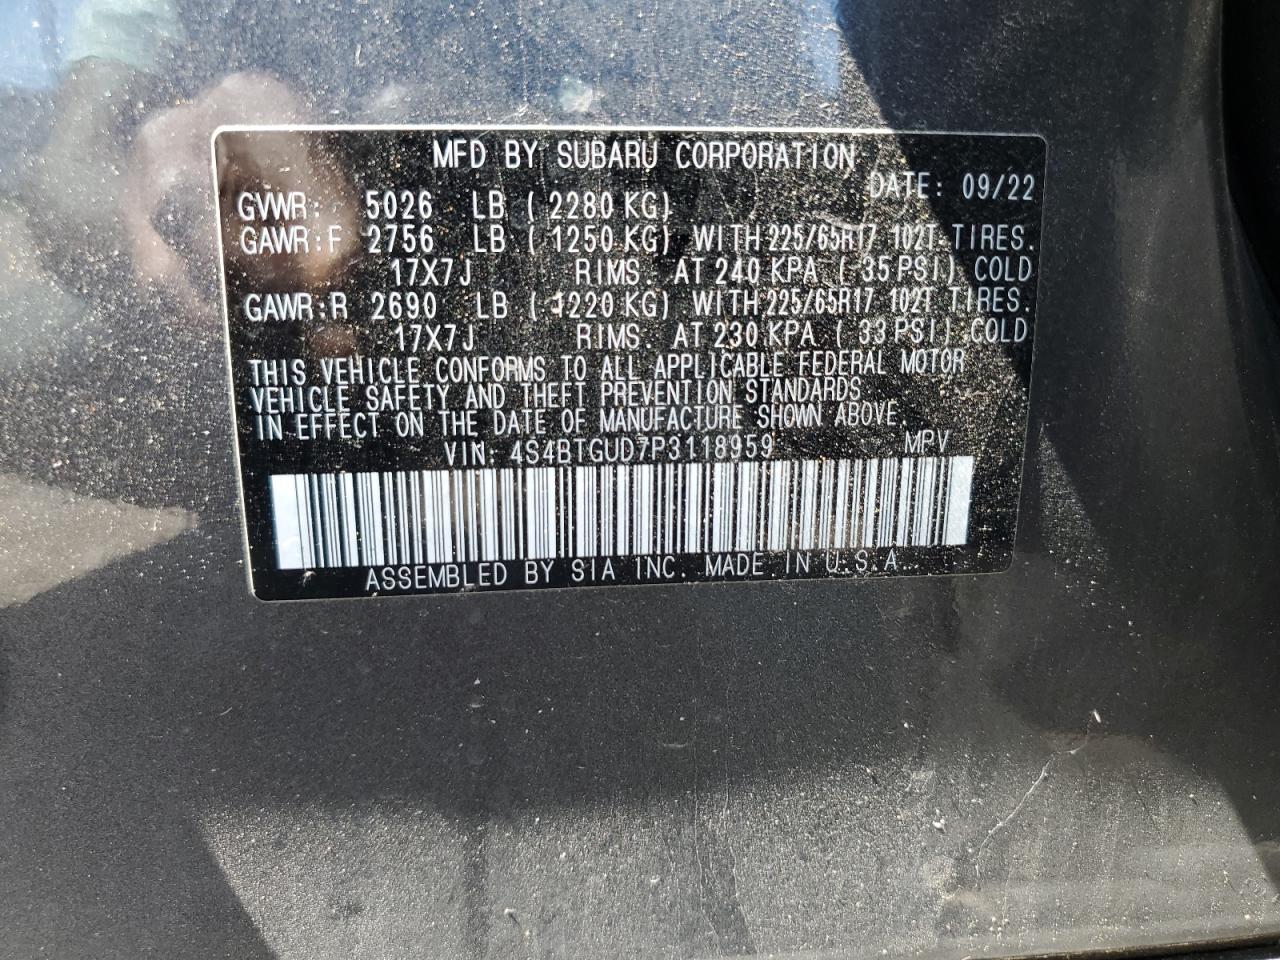 MFD BY SUBARU CORPORATION
DATE: 09/22
GVWR: 5026 LB (2280 KG)
GAWR:F 2756 LB (1250 KG) WITH 225/65R17 102T TIRES.
17X7J RIMS. AT 240 KPA (35 PSI) COLD
GAWR:R 2690 LB (1220 KG) WITH 225/65R17 102T TIRES.
17X7J RIMS. AT 230 KPA (33 PSI) COLD
THIS VEHICLE CONFORMS TO ALL APPLICABLE FEDERAL MOTOR
VEHICLE SAFETY AND THEFT PREVENTION STANDARDS
IN EFFECT ON THE DATE OF MANUFACTURE SHOWN ABOVE.
VIN: 4S4BTGUD7P3118959 MPV
ASSEMBLED BY SIA INC. MADE IN U.S.A.